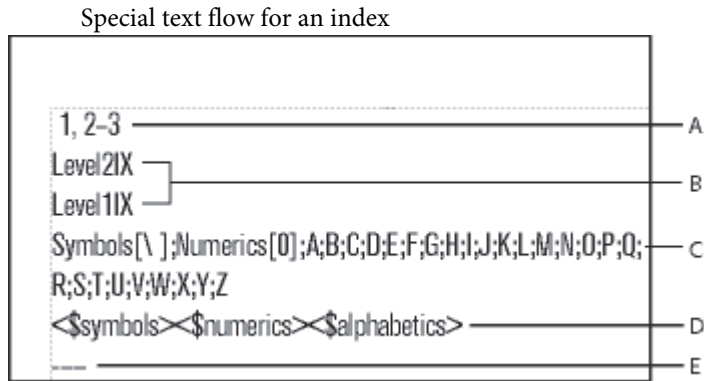 Special text flow for an index
1, 2–3
A
Level2IX
B
Level1IX
Symbols[\ ];Numerics[0];A;B;C;D;E;F;G;H;I;J;K;L;M;N;O;P;Q;
C
R;S;T;U;V;W;X;Y;Z
<$symbols><$numerics><$alphabetics>
D
---
E